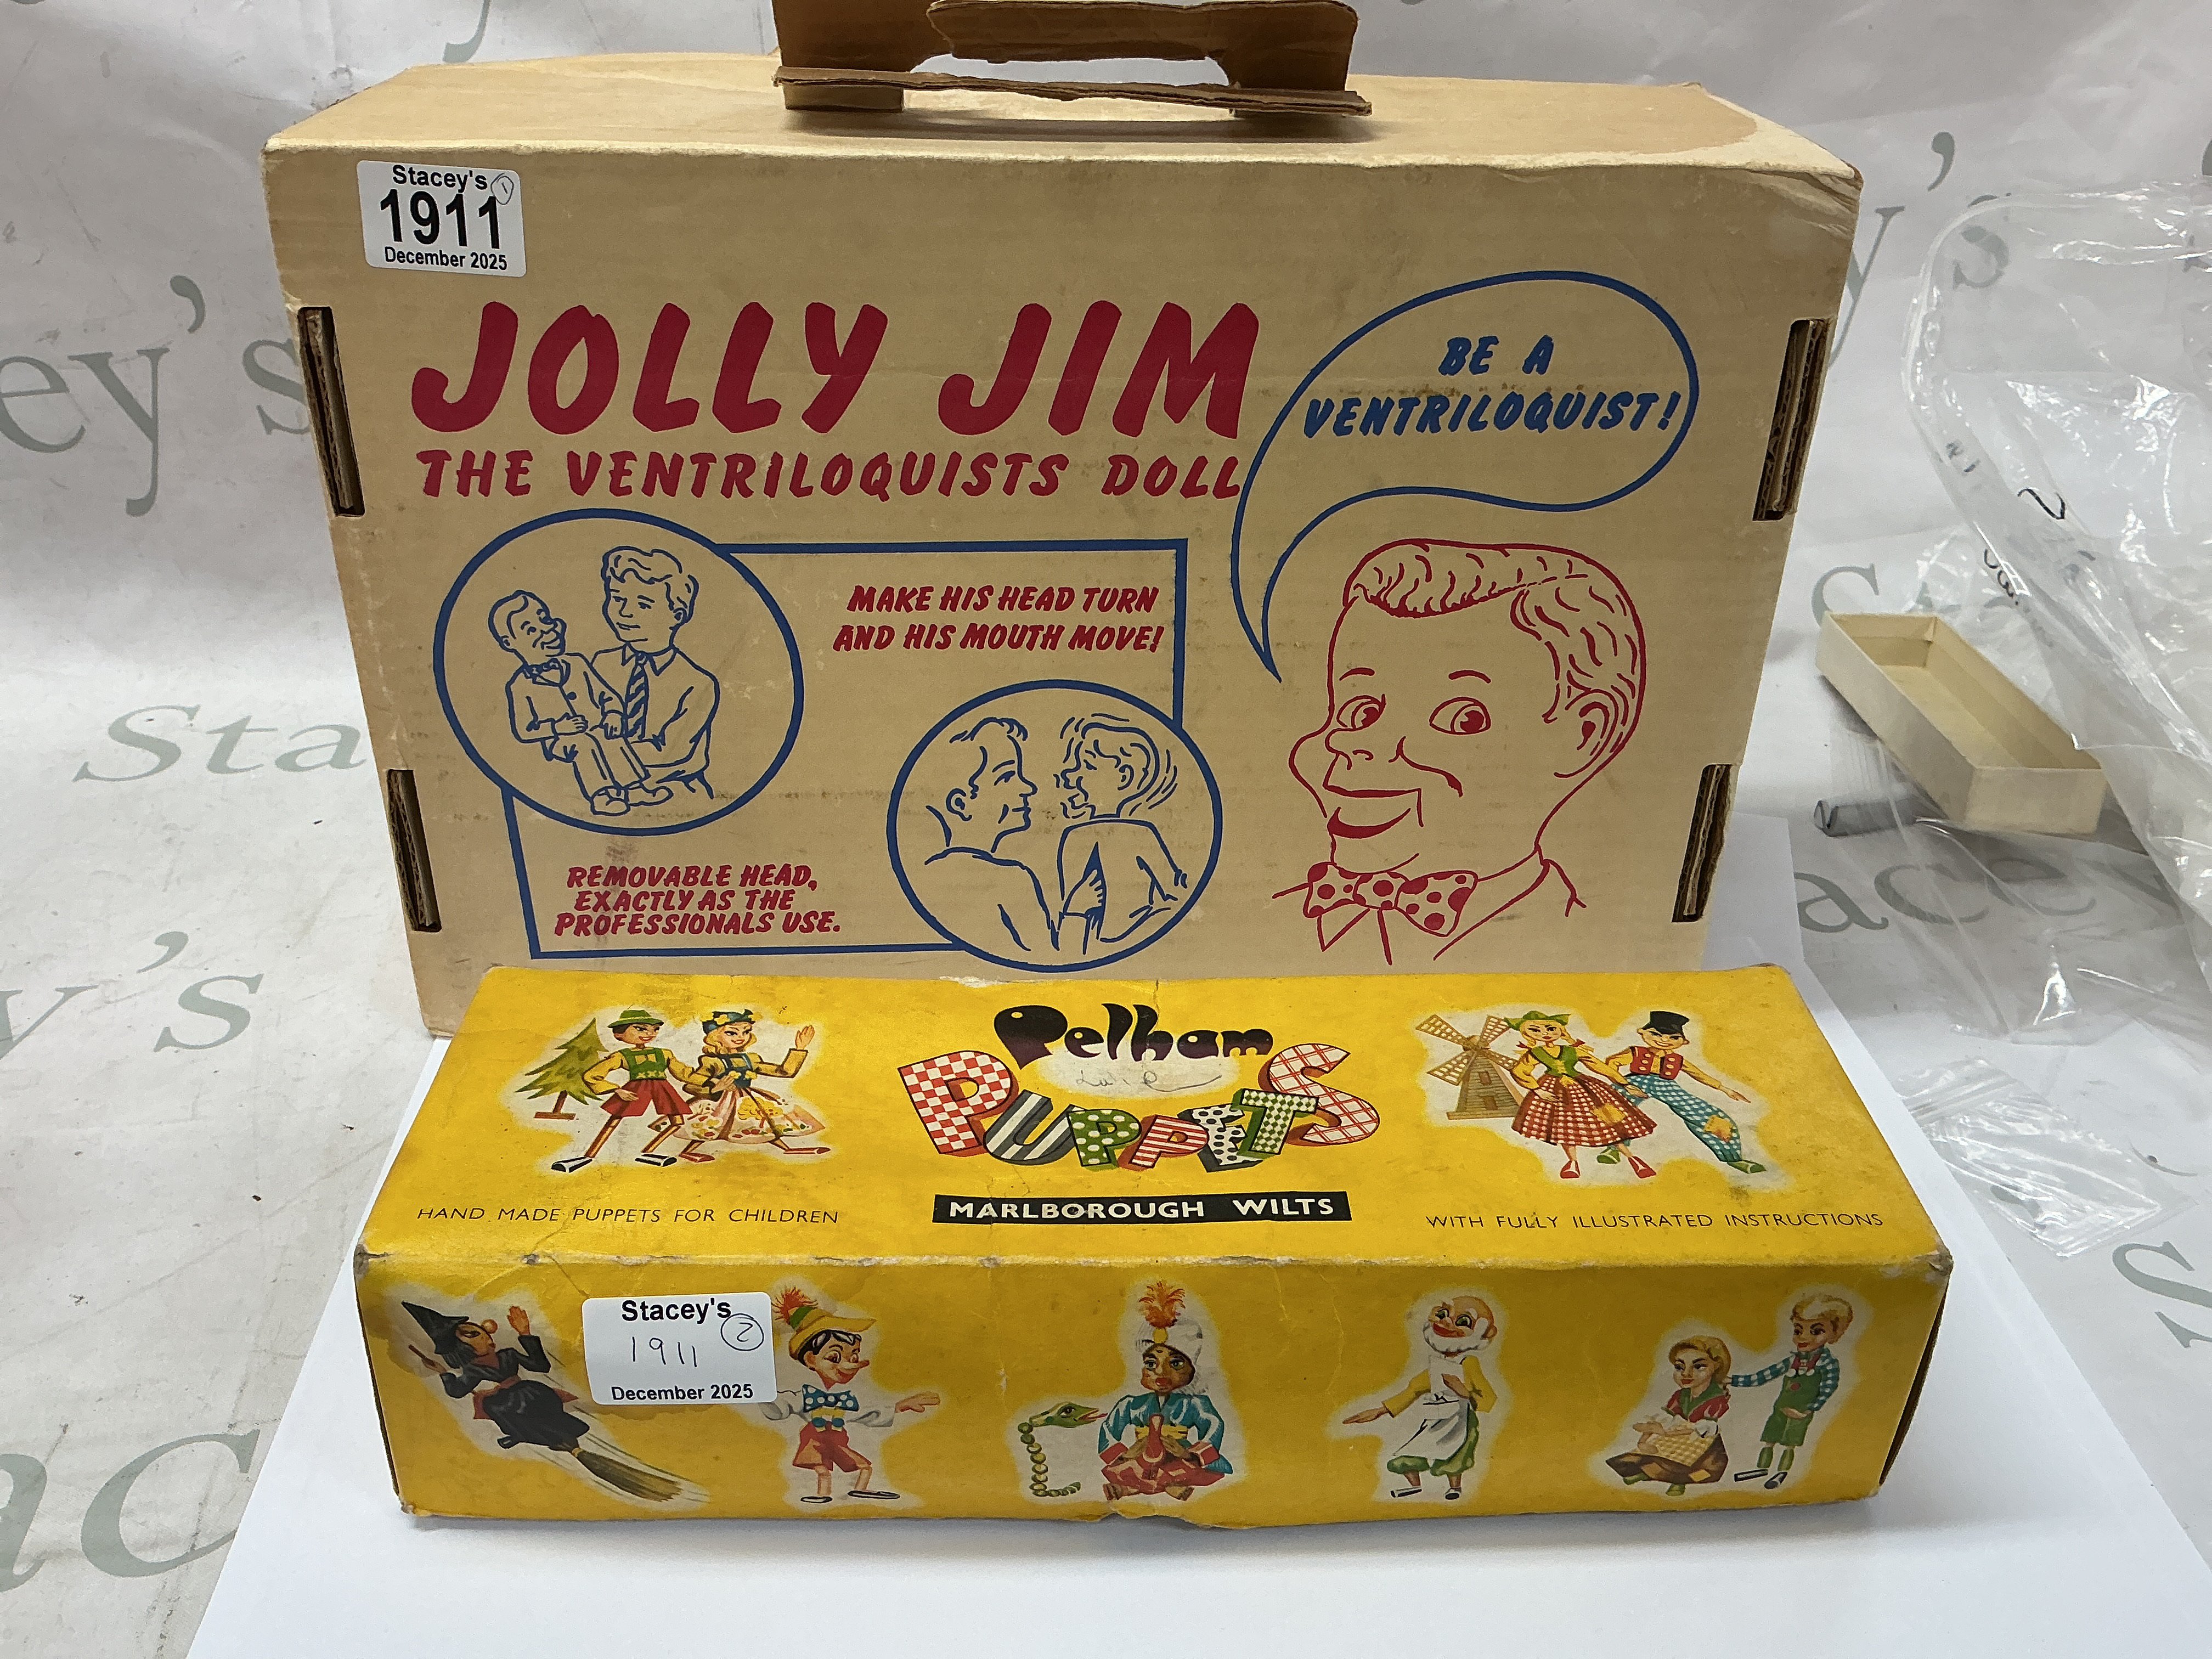 Stacey's
1
1911
December 2025
JOLLY JIM
THE VENTRILOQUISTS DOLL
BE A
VENTRILOQUIST!
MAKE HIS HEAD TURN
AND HIS MOUTH MOVE!
REMOVABLE HEAD,
EXACTLY AS THE
PROFESSIONALS USE.
Pelham
PUPPETS
MARLBOROUGH WILTS
HAND MADE PUPPETS FOR CHILDREN
WITH FULLY ILLUSTRATED INSTRUCTIONS
Stacey's
2
1911
December 2025